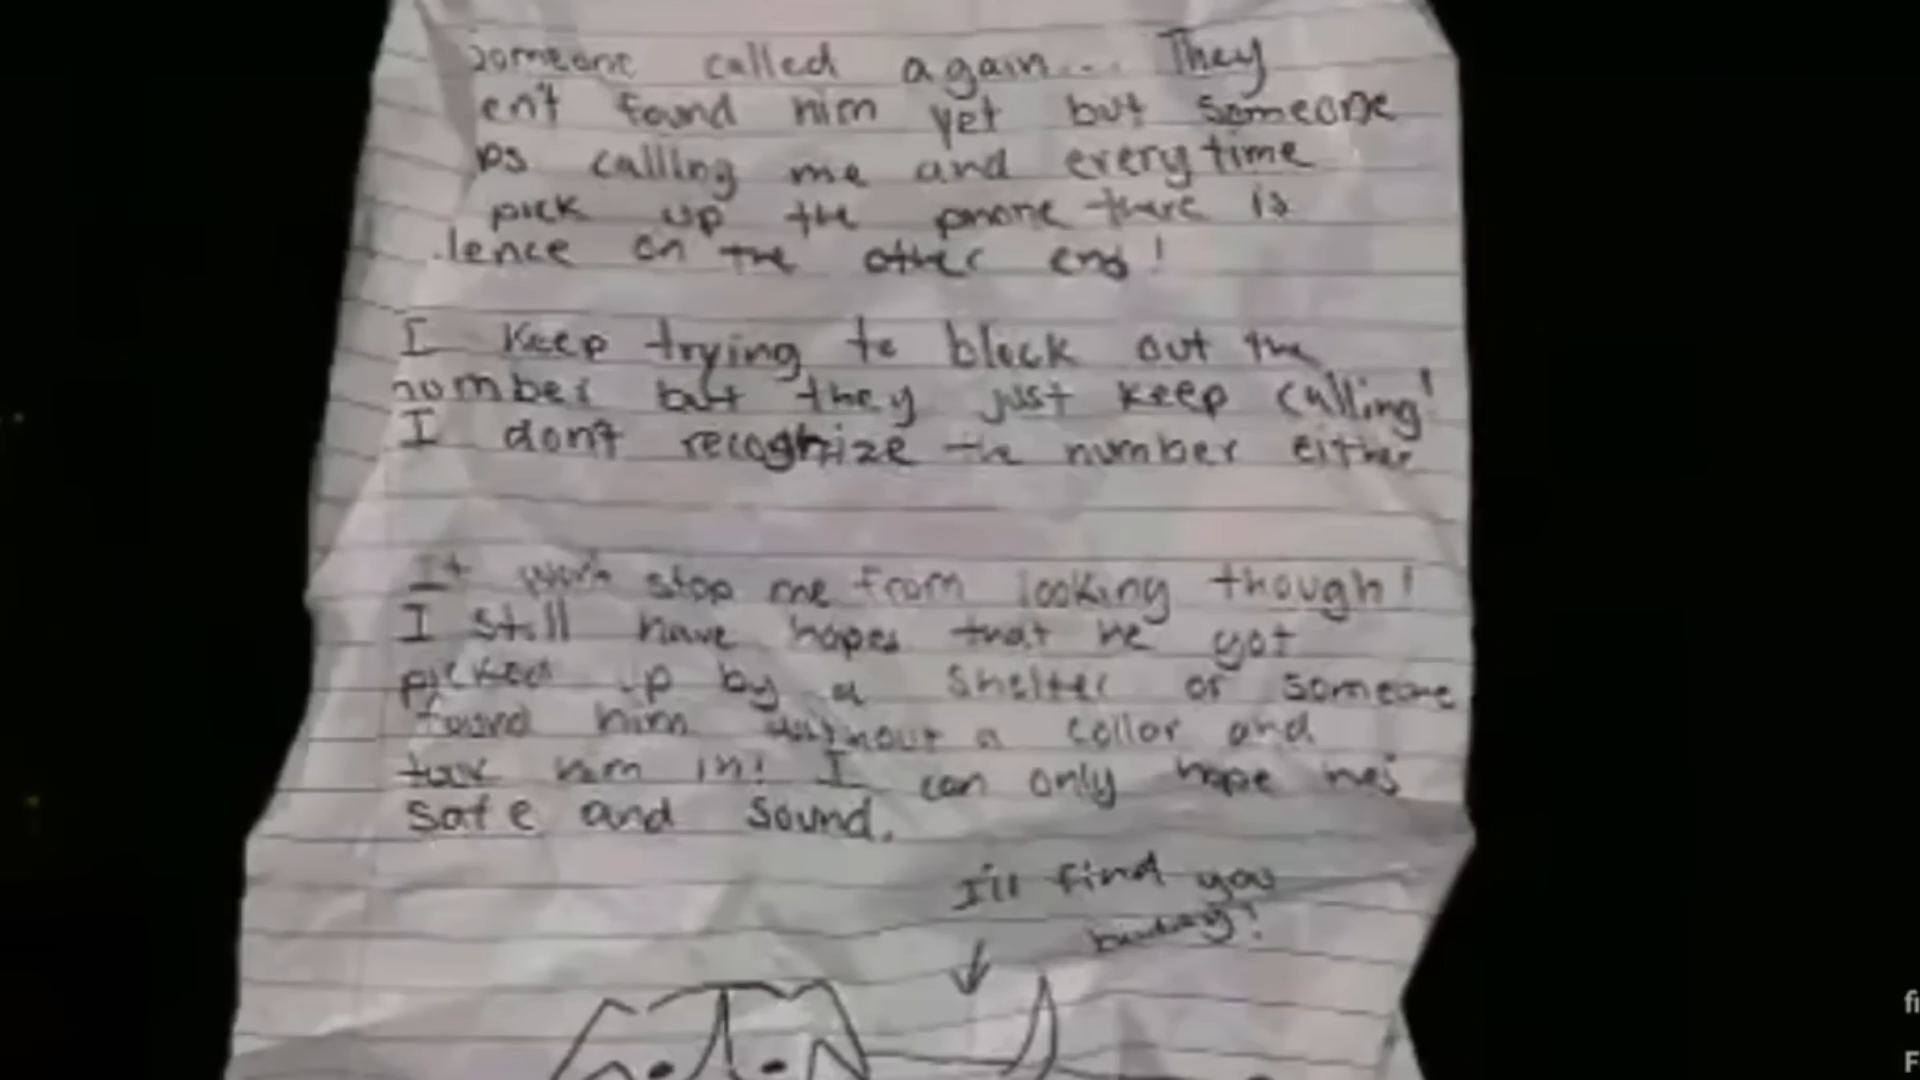 Someone called again... They
en't found him yet but someone
ps calling me and everytime
pick up the phone there is
lence on the other end!
I keep trying to block out the
number but they just keep calling!
I don't recognize the number either
It won't stop me from looking though!
I still have hopes that he got
picked up by a shelter or someone
found him without a collar and
took him in! I can only hope he's
safe and sound.
I'll find you
buddy!
fi
F